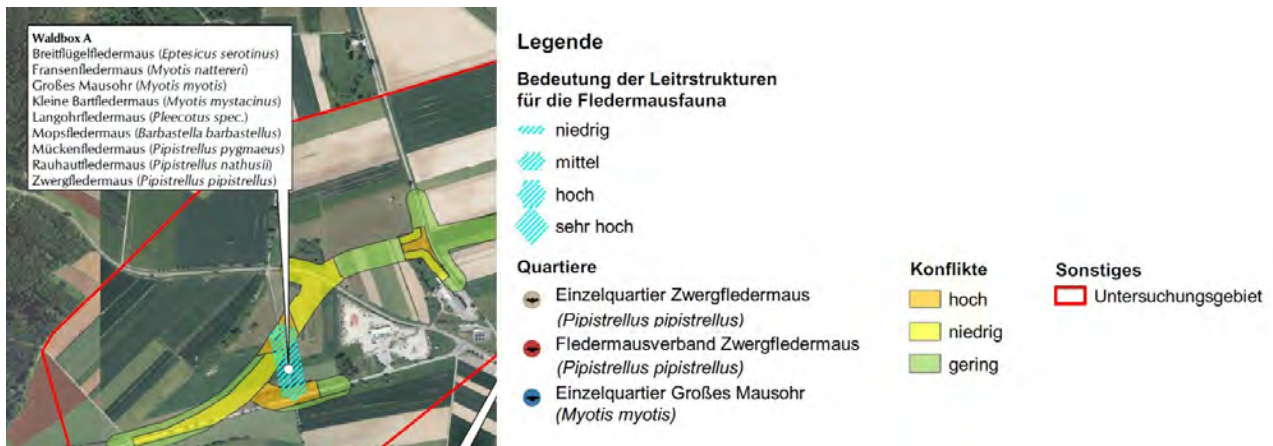 Waldbox A
Breitflügelfledermaus (Eptesicus serotinus)
Fransenfledermaus (Myotis nattereri)
Großes Mausohr (Myotis myotis)
Kleine Bartfledermaus (Myotis mystacinus)
Langohrfledermaus (Pleecotus spec.)
Mopsfledermaus (Barbastella barbastellus)
Mückenfledermaus (Pipistrellus pygmaeus)
Rauhautfledermaus (Pipistrellus nathusii)
Zwergfledermaus (Pipistrellus pipistrellus)
Legende
Bedeutung der Leitrstrukturen
für die Fledermausfauna
niedrig
mittel
hoch
sehr hoch
Quartiere
Einzelquartier Zwergfledermaus
(Pipistrellus pipistrellus)
Fledermausverband Zwergfledermaus
(Pipistrellus pipistrellus)
Einzelquartier Großes Mausohr
(Myotis myotis)
Konflikte
hoch
niedrig
gering
Sonstiges
Untersuchungsgebiet